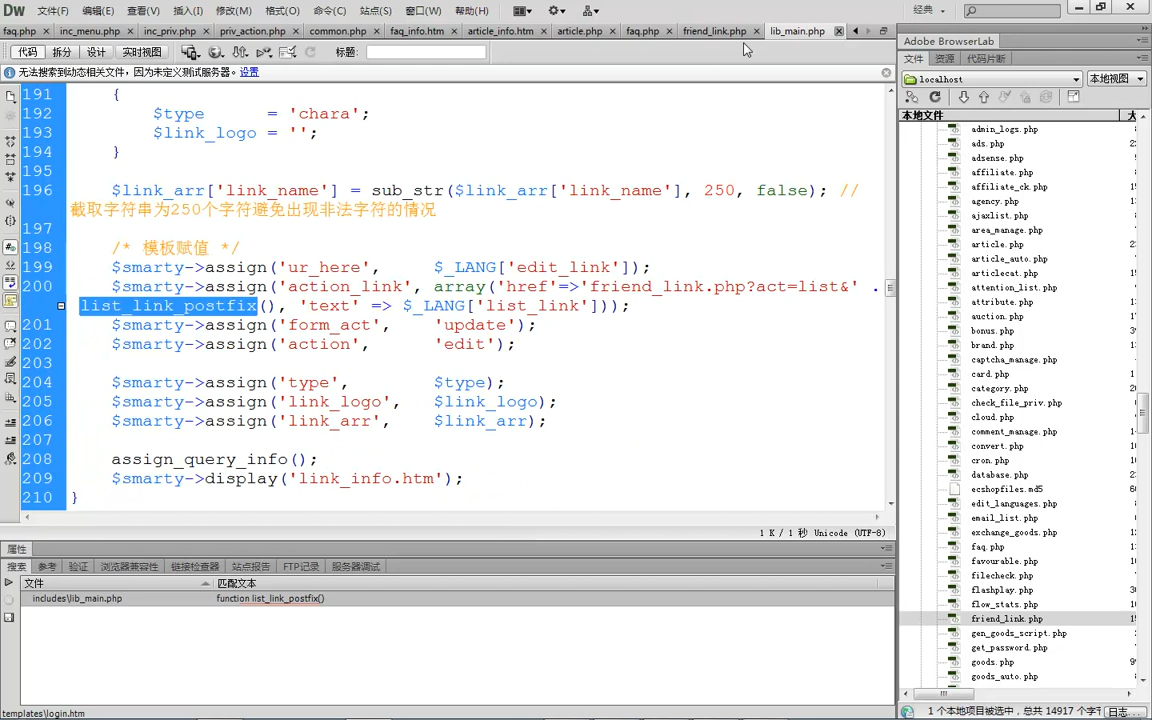 Dw 文件(F) 编辑(E) 查看(V) 插入(I) 修改(M) 格式(O) 命令(C) 站点(S) 窗口(W) 帮助(H) 经典
faq.php × inc_menu.php × inc_priv.php × priv_action.php × common.php × faq_info.htm × article_info.htm × article.php × faq.php × friend_link.php × lib_main.php ×
代码 拆分 设计 实时视图 标题:
无法搜索到动态相关文件，因为未定义测试服务器。 设置
191 {
192 $type = 'chara';
193 $link_logo = '';
194 }
195
196 $link_arr['link_name'] = sub_str($link_arr['link_name'], 250, false); //
截取字符串为250个字符避免出现非法字符的情况
197
198 /* 模板赋值 */
199 $smarty->assign('ur_here', $_LANG['edit_link']);
200 $smarty->assign('action_link', array('href'=>'friend_link.php?act=list&' .
list_link_postfix(), 'text' => $_LANG['list_link']));
201 $smarty->assign('form_act', 'update');
202 $smarty->assign('action', 'edit');
203
204 $smarty->assign('type', $type);
205 $smarty->assign('link_logo', $link_logo);
206 $smarty->assign('link_arr', $link_arr);
207
208 assign_query_info();
209 $smarty->display('link_info.htm');
210 }
1 K / 1 秒 Unicode (UTF-8)
属性
搜索 参考 验证 浏览器兼容性 链接检查器 站点报告 FTP记录 服务器调试
文件 匹配文本
includes\lib_main.php function list_link_postfix()
templates\login.htm
Adobe BrowserLab
文件 资源 代码片断
localhost 本地视图
本地文件 大
admin_logs.php
ads.php 2
adsense.php
affiliate.php
affiliate_ck.php
agency.php
ajaxlist.php
area_manage.php
article.php 2
article_auto.php
articlecat.php
attention_list.php
attribute.php
auction.php
bonus.php
brand.php
captcha_manage.php
card.php 1
category.php 2
check_file_priv.php
cloud.php
comment_manage.php
convert.php
cron.php
database.php 2
ecshopfiles.md5 6
edit_languages.php
email_list.php
exchange_goods.php
faq.php
favourable.php
filecheck.php
flashplay.php 3
flow_stats.php
friend_link.php 1
gen_goods_script.php
get_password.php
goods.php 9
goods_auto.php
1 个本地项目被选中，总共 14917 个字 日志...